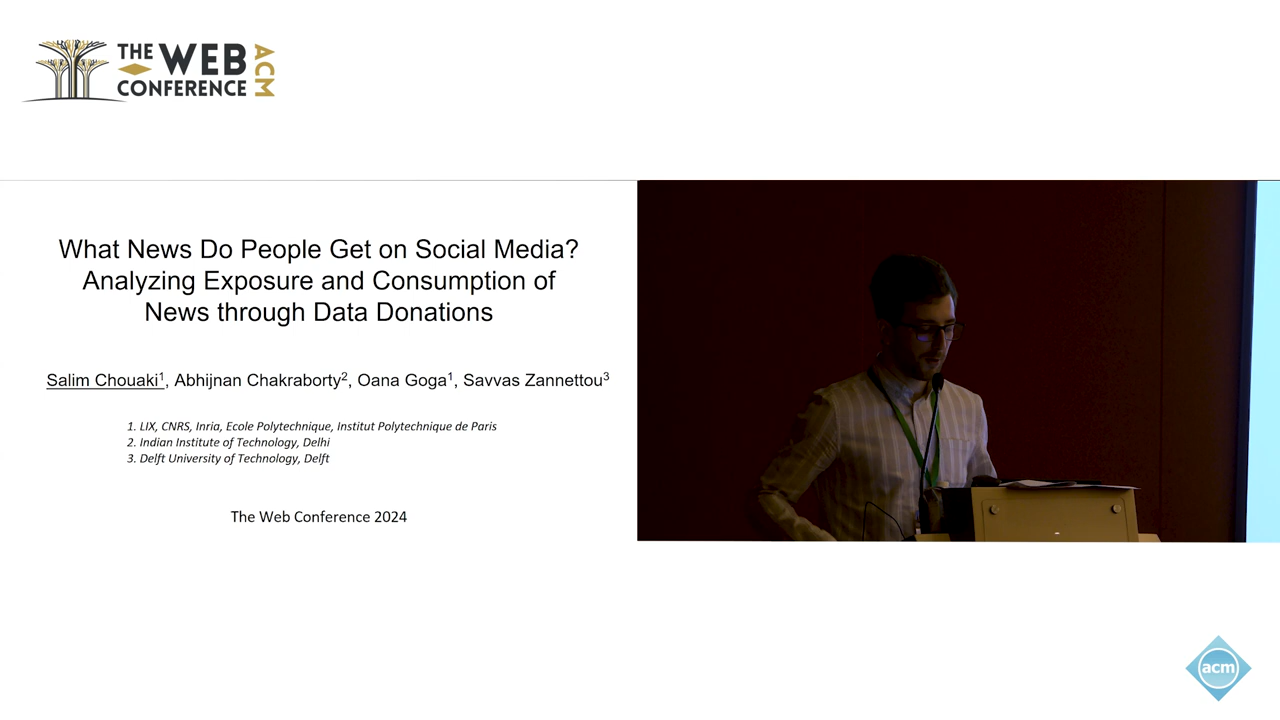 THE WEB
CONFERENCE
ACM
What News Do People Get on Social Media?
Analyzing Exposure and Consumption of
News through Data Donations
Salim Chouaki¹, Abhijnan Chakraborty², Oana Goga¹, Savvas Zannettou³
1. LIX, CNRS, Inria, Ecole Polytechnique, Institut Polytechnique de Paris
2. Indian Institute of Technology, Delhi
3. Delft University of Technology, Delft
The Web Conference 2024
acm